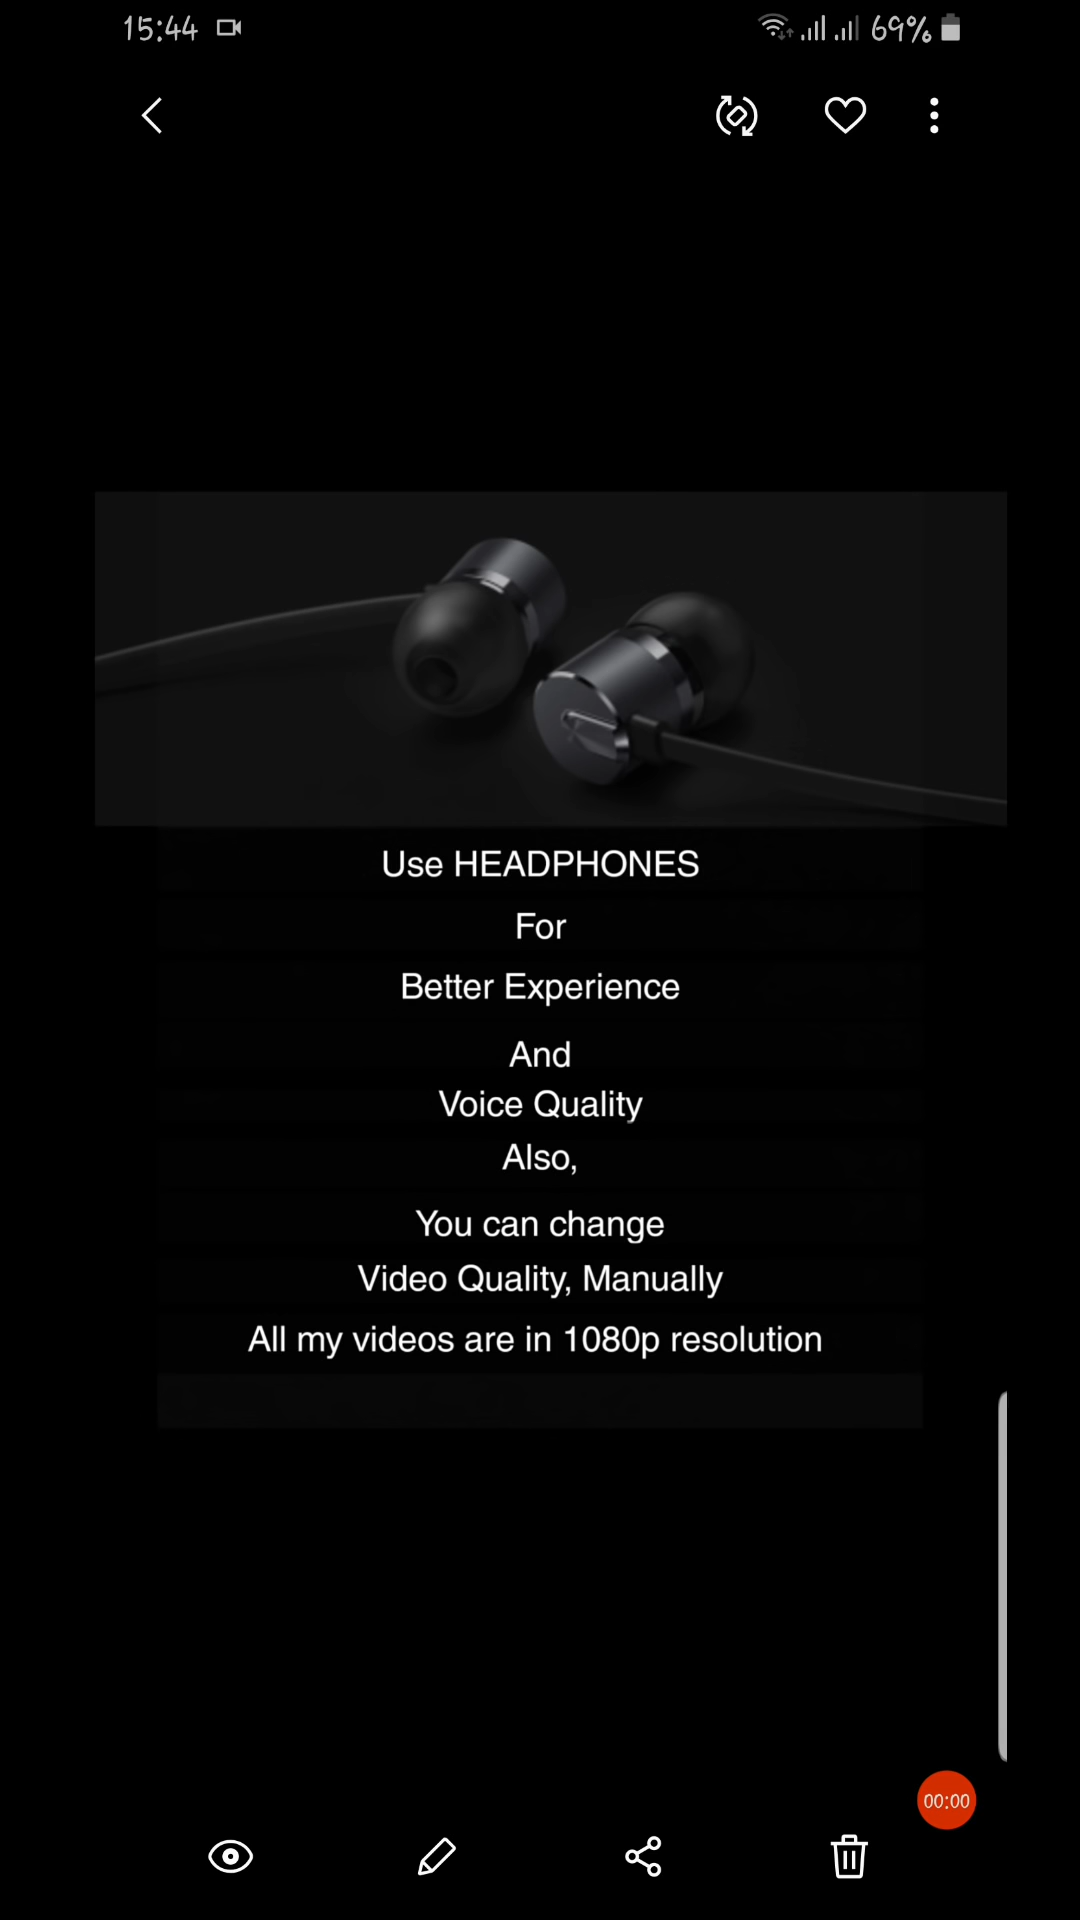 15:44 69%
Use HEADPHONES
For
Better Experience
And
Voice Quality
Also,
You can change
Video Quality, Manually
All my videos are in 1080p resolution
00:00